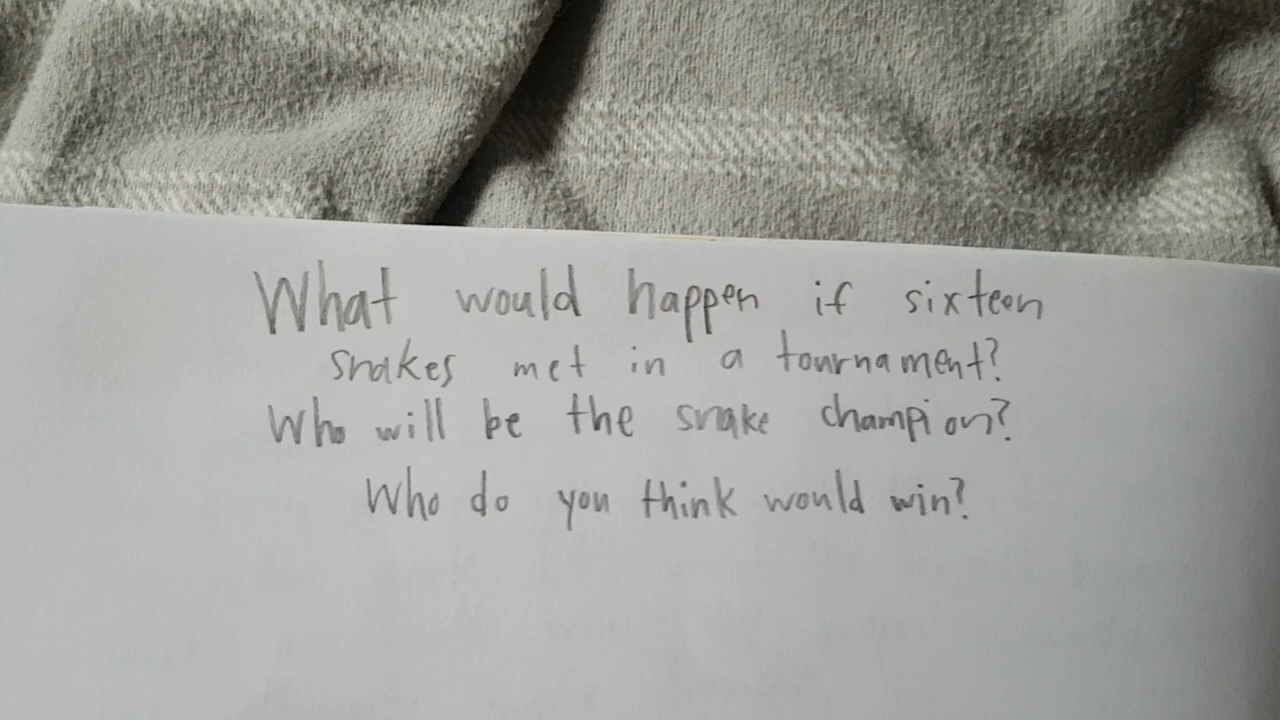 What would happen if sixteen
snakes met in a tournament?
Who will be the snake champion?
Who do you think would win?